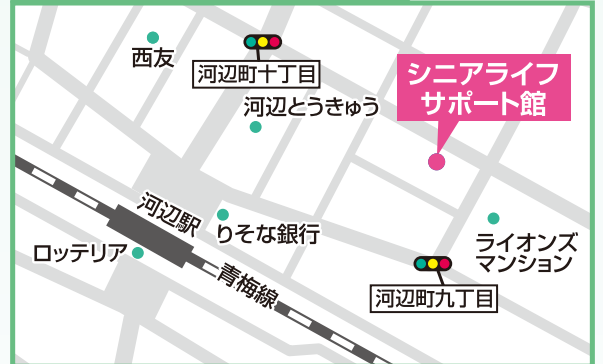 西友
河辺町十丁目
河辺とうきゅう
シニアライフ
サポート館
河辺駅
りそな銀行
ロッテリア
青梅線
ライオンズ
マンション
河辺町九丁目